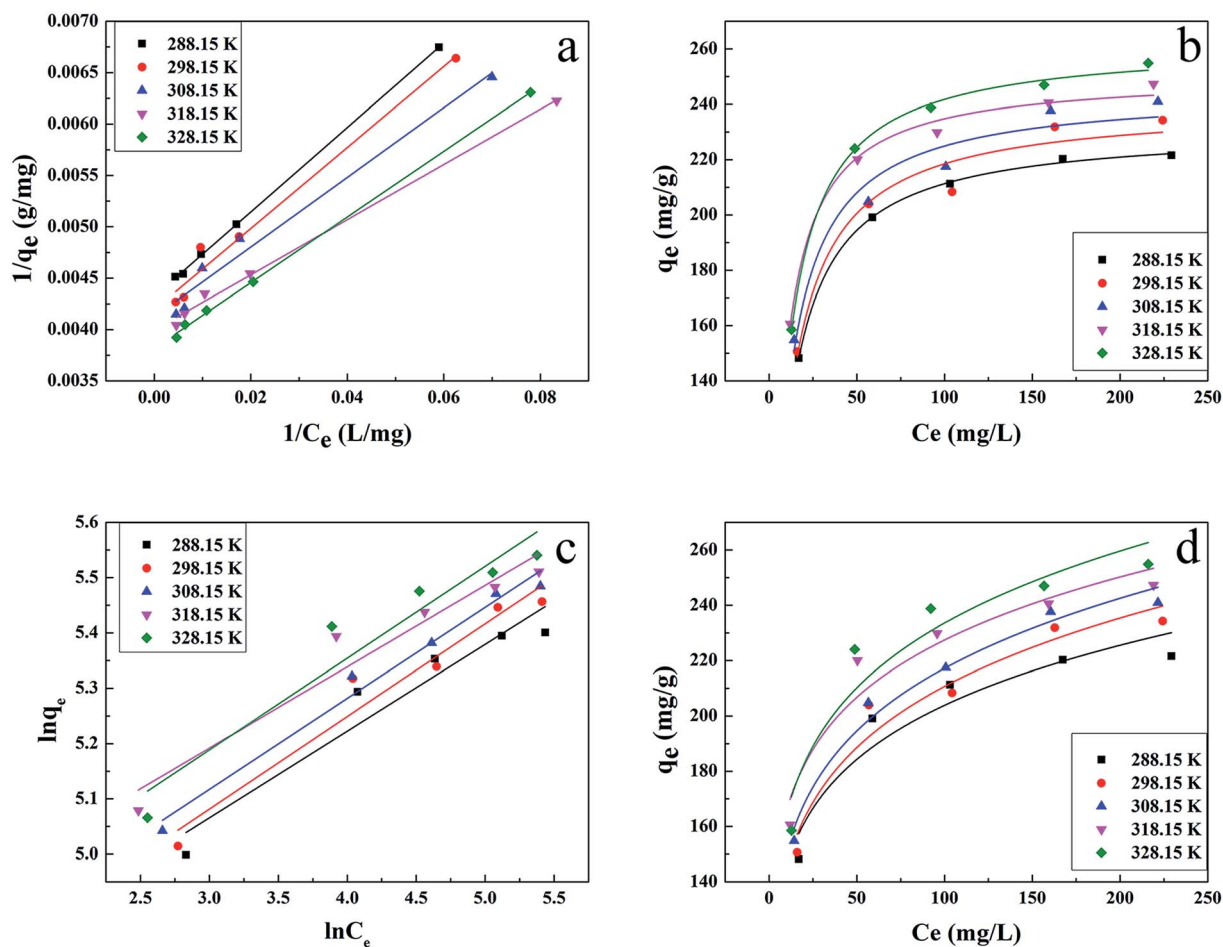 a
288.15 K
298.15 K
308.15 K
318.15 K
328.15 K
0.0070
0.0065
0.0060
0.0055
0.0050
0.0045
0.0040
0.0035
1/qe (g/mg)
0.00 0.02 0.04 0.06 0.08
1/Ce (L/mg)
b
260
240
220
200
180
160
140
qe (mg/g)
288.15 K
298.15 K
308.15 K
318.15 K
328.15 K
0 50 100 150 200 250
Ce (mg/L)
c
288.15 K
298.15 K
308.15 K
318.15 K
328.15 K
5.6
5.5
5.4
5.3
5.2
5.1
5.0
lnqe
2.5 3.0 3.5 4.0 4.5 5.0 5.5
lnCe
d
260
240
220
200
180
160
140
qe (mg/g)
288.15 K
298.15 K
308.15 K
318.15 K
328.15 K
0 50 100 150 200 250
Ce (mg/L)